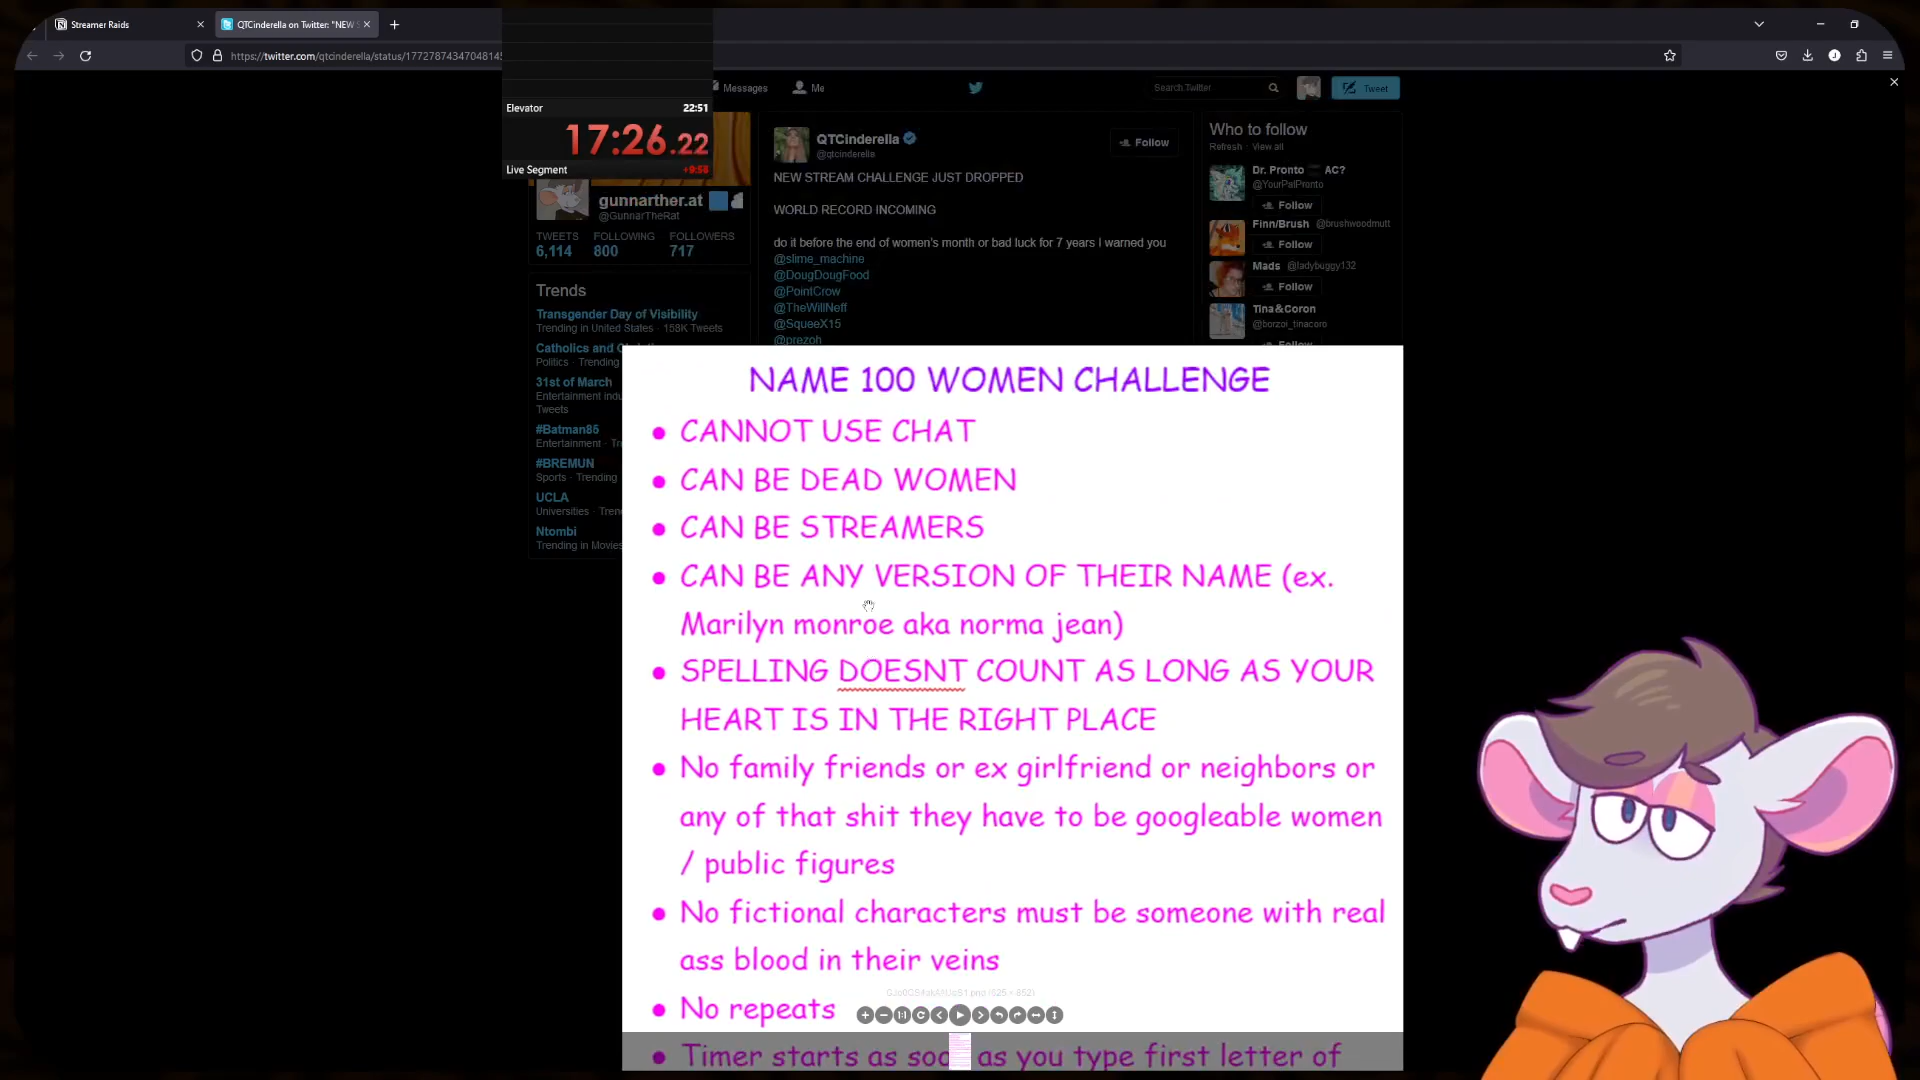 Streamer Raids
QTCinderella on Twitter: "NEW S
https://twitter.com/qtcinderella/status/17727874347048145
Elevator 22:51
17:26.22
Live Segment +9:56
Messages
Me
Search Twitter
Tweet
gunnarther.at
@GunnarTheRat
TWEETS FOLLOWING FOLLOWERS
6,114 800 717
Trends
Transgender Day of Visibility
Trending in United States · 158K Tweets
Catholics and
Politics · Trending
31st of March
Entertainment
Tweets
#Batman85
Entertainment ·
#BREMUN
Sports · Trending
UCLA
Universities ·
Ntombi
Trending in Movies
QTCinderella
@qtcinderella
Follow
NEW STREAM CHALLENGE JUST DROPPED
WORLD RECORD INCOMING
do it before the end of women's month or bad luck for 7 years I warned you
@slime_machine
@DougDougFood
@PointCrow
@TheWillNeff
@SqueeX15
@prezoh
Who to follow
Refresh · View all
Dr. Pronto AC?
@YourPalPronto
Follow
Finn/Brush @brushwoodmutt
Follow
Mads @ladybuggy132
Follow
Tina&Coron
@borzoi_tinacoro
Follow
NAME 100 WOMEN CHALLENGE
• CANNOT USE CHAT
• CAN BE DEAD WOMEN
• CAN BE STREAMERS
• CAN BE ANY VERSION OF THEIR NAME (ex.
Marilyn monroe aka norma jean)
• SPELLING DOESNT COUNT AS LONG AS YOUR
HEART IS IN THE RIGHT PLACE
• No family friends or ex girlfriend or neighbors or
any of that shit they have to be googleable women
/ public figures
• No fictional characters must be someone with real
ass blood in their veins
• No repeats
1:1
• Timer starts as as you type first letter of